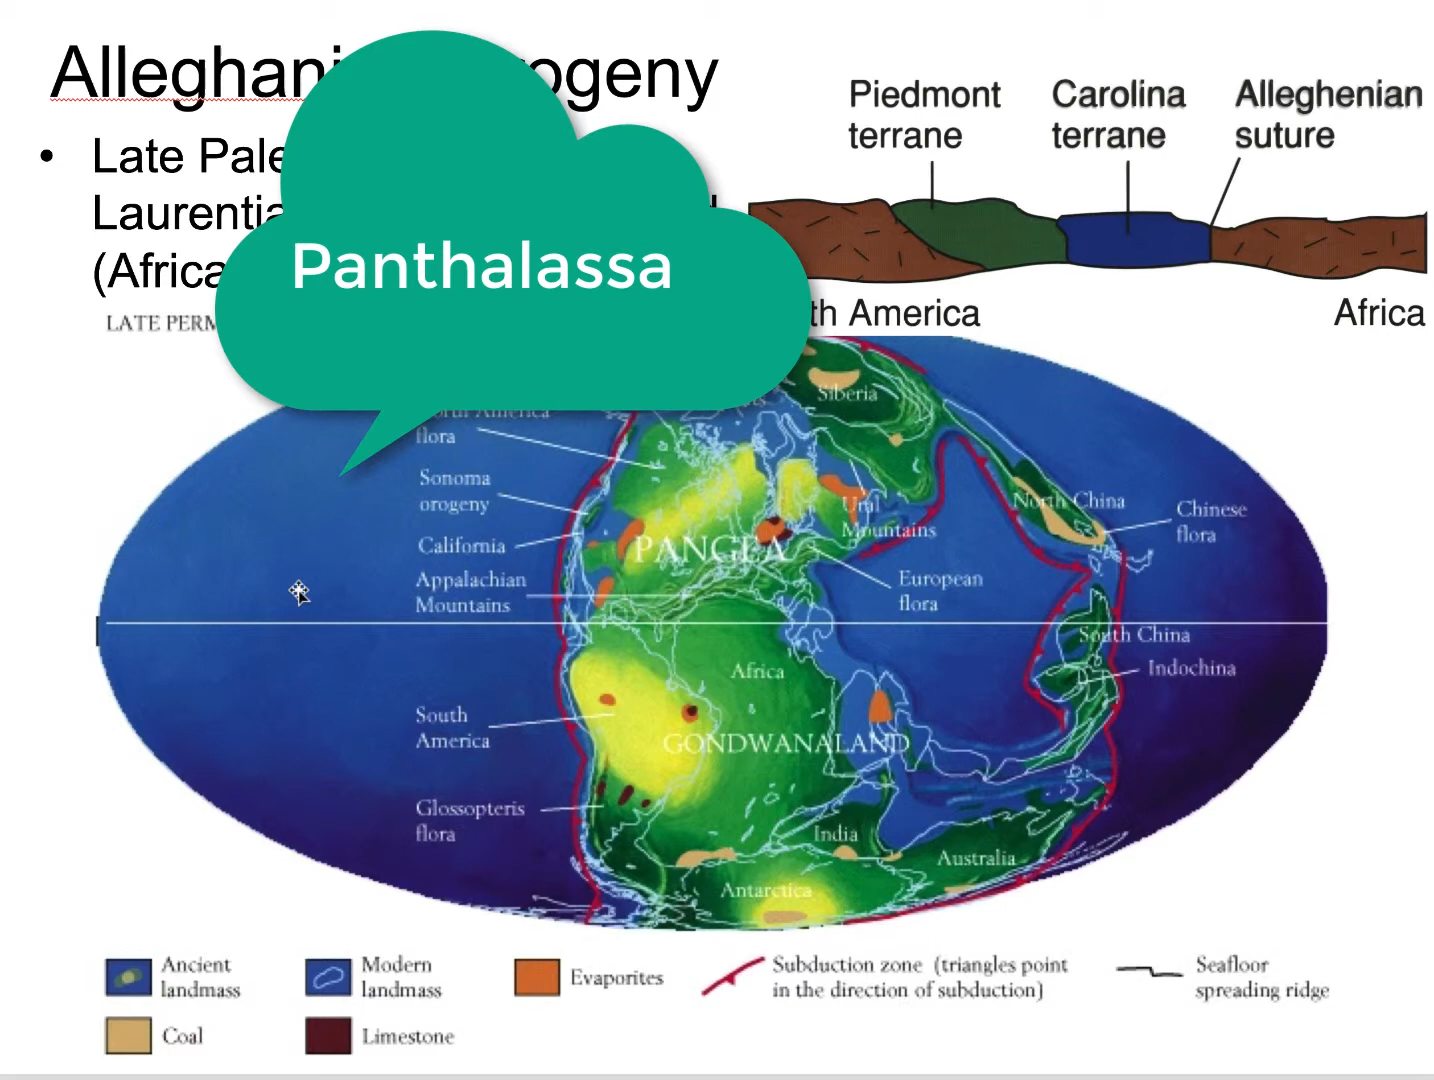 Alleghani ogeny
• Late Pale
Laurentia
(Africa
Panthalassa
Piedmont
terrane
Carolina
terrane
Alleghenian
suture
th America
Africa
LATE PERM
Siberia
North America
flora
Sonoma
orogeny
California
Appalachian
Mountains
PANGEA
Ural
Mountains
European
flora
North China
Chinese
flora
South China
Indochina
Africa
South
America
GONDWANALAND
Glossopteris
flora
India
Australia
Antarctica
Ancient
landmass
Modern
landmass
Evaporites
Subduction zone (triangles point
in the direction of subduction)
Seafloor
spreading ridge
Coal
Limestone